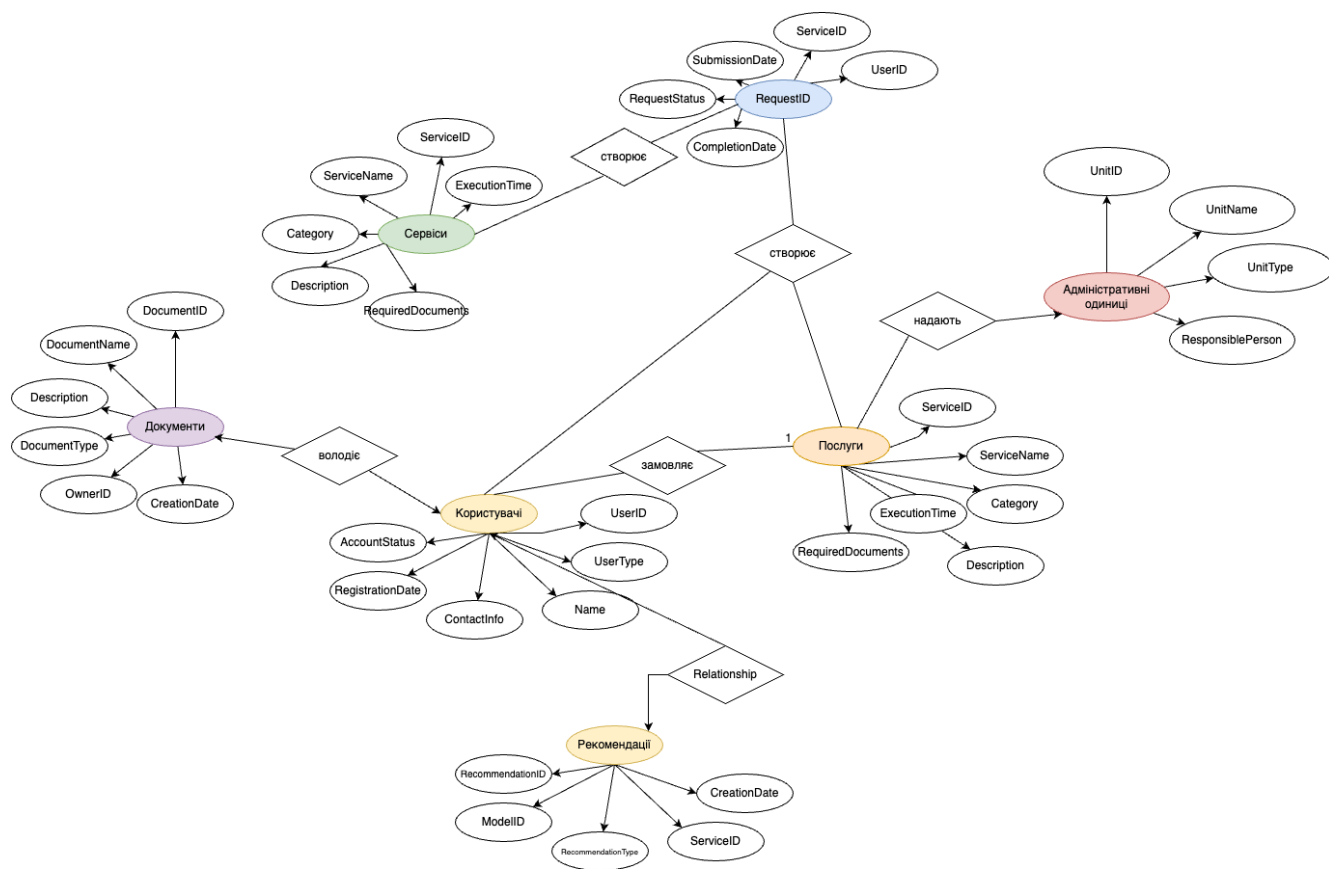 ServiceID
SubmissionDate
UserID
RequestStatus
RequestID
CompletionDate
створює
ServiceID
ServiceName
ExecutionTime
Category
Сервіси
Description
RequiredDocuments
створює
UnitID
UnitName
UnitType
Адміністративні
одиниці
ResponsiblePerson
надають
DocumentID
DocumentName
Description
Документи
DocumentType
OwnerID
CreationDate
володіє
замовляє
1
Послуги
ServiceID
ServiceName
Category
ExecutionTime
RequiredDocuments
Description
Користувачі
UserID
AccountStatus
UserType
RegistrationDate
Name
ContactInfo
Relationship
Рекомендації
RecommendationID
CreationDate
ModelID
ServiceID
RecommendationType